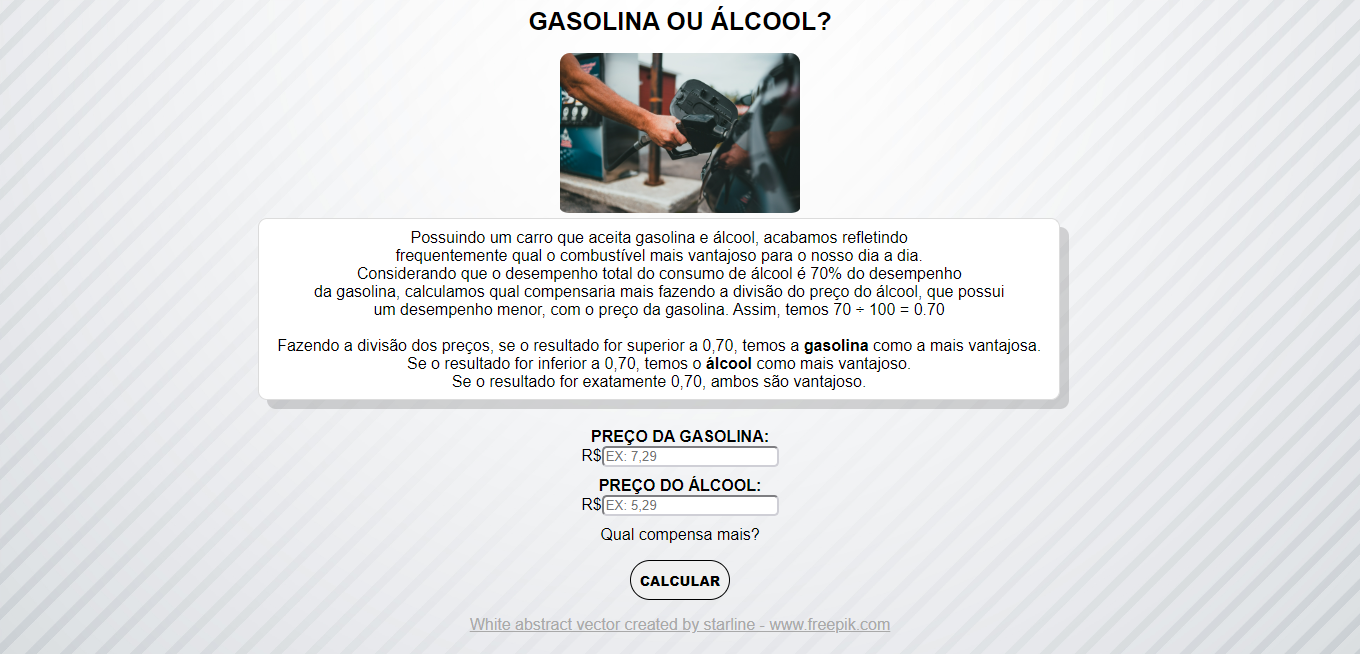 GASOLINA OU ÁLCOOL?
Possuindo um carro que aceita gasolina e álcool, acabamos refletindo
frequentemente qual o combustível mais vantajoso para o nosso dia a dia.
Considerando que o desempenho total do consumo de álcool é 70% do desempenho
da gasolina, calculamos qual compensaria mais fazendo a divisão do preço do álcool, que possui
um desempenho menor, com o preço da gasolina. Assim, temos 70 ÷ 100 = 0.70
Fazendo a divisão dos preços, se o resultado for superior a 0,70, temos a gasolina como a mais vantajosa.
Se o resultado for inferior a 0,70, temos o álcool como mais vantajoso.
Se o resultado for exatamente 0,70, ambos são vantajoso.
PREÇO DA GASOLINA:
R$ EX: 7,29
PREÇO DO ÁLCOOL:
R$ EX: 5,29
Qual compensa mais?
CALCULAR
White abstract vector created by starline - www.freepik.com